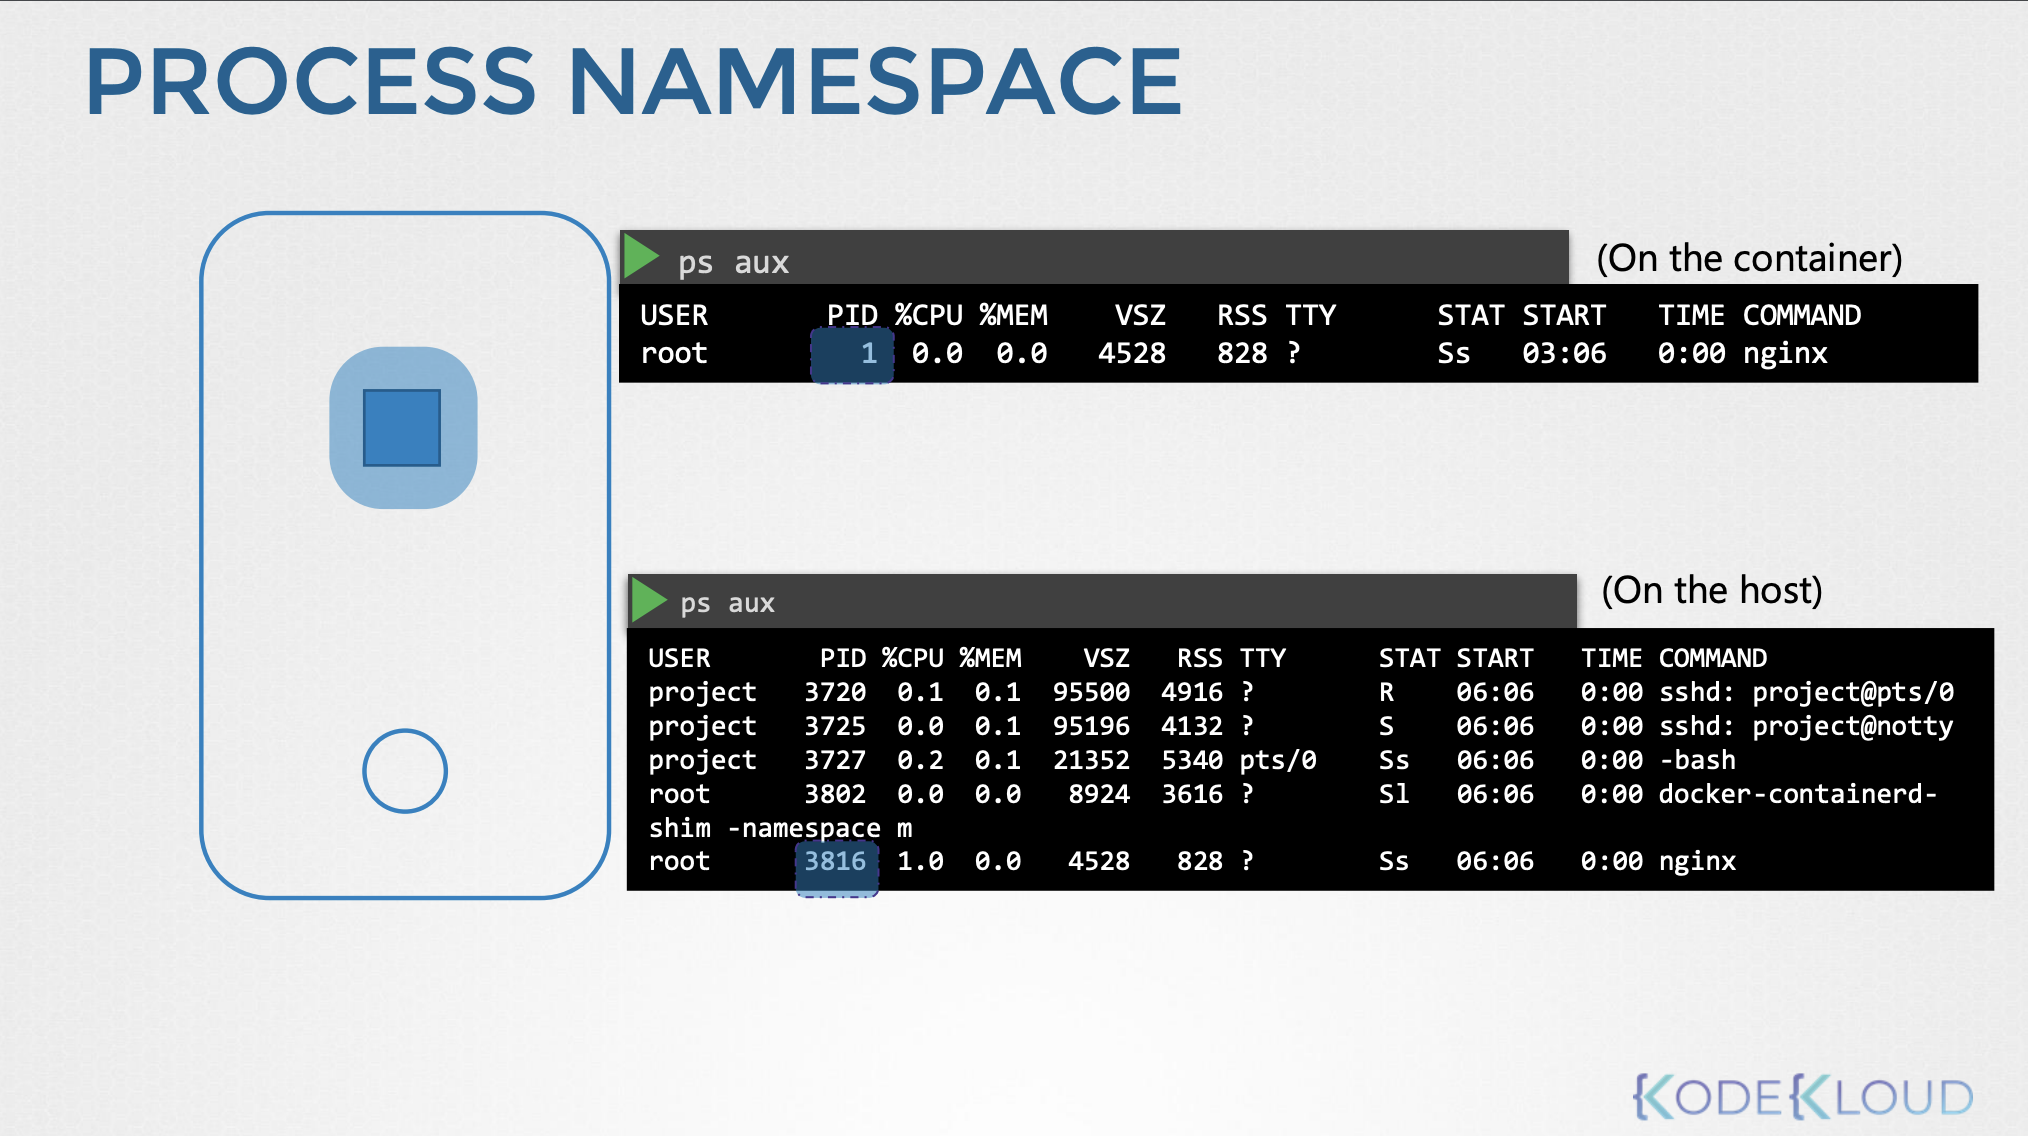 PROCESS NAMESPACE
ps aux
(On the container)
USER PID %CPU %MEM VSZ RSS TTY STAT START TIME COMMAND
root 1 0.0 0.0 4528 828 ? Ss 03:06 0:00 nginx
ps aux
(On the host)
USER PID %CPU %MEM VSZ RSS TTY STAT START TIME COMMAND
project 3720 0.1 0.1 95500 4916 ? R 06:06 0:00 sshd: project@pts/0
project 3725 0.0 0.1 95196 4132 ? S 06:06 0:00 sshd: project@notty
project 3727 0.2 0.1 21352 5340 pts/0 Ss 06:06 0:00 -bash
root 3802 0.0 0.0 8924 3616 ? Sl 06:06 0:00 docker-containerd-
shim -namespace m
root 3816 1.0 0.0 4528 828 ? Ss 06:06 0:00 nginx
KODEKLOUD